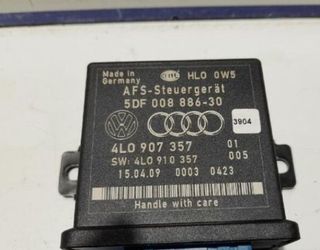 Made in
Germany
HLO 0W5
AFS-Steuergerät
5DF 008 886-30
3904
4L0 907 357 01
SW: 4L0 910 357 005
15.04.09 0003 0423
Handle with care